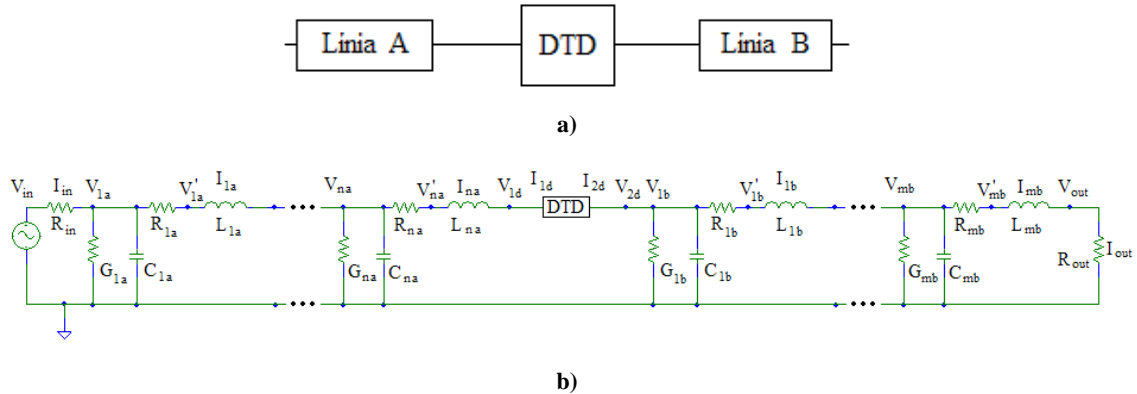 Línia A DTD Línia B
a)
V_in I_in V_1a V'_1a I_1a V_na V'_na I_na V_1d I_1d I_2d V_2d V_1b V'_1b I_1b V_mb V'_mb I_mb V_out
DTD
R_in R_1a L_1a R_na L_na R_1b L_1b R_mb L_mb R_out I_out
G_1a C_1a G_na C_na G_1b C_1b G_mb C_mb
b)